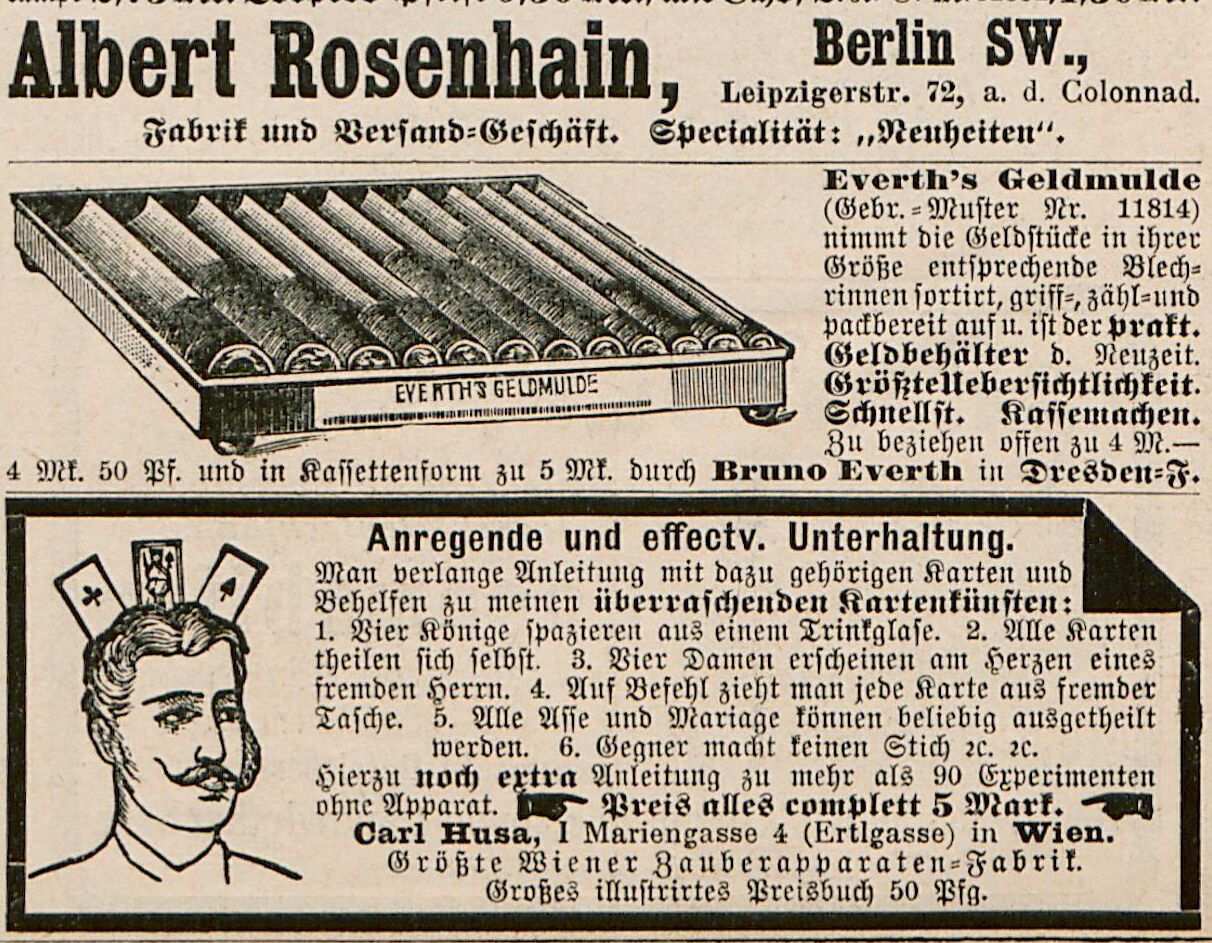 Albert Rosenhain,
Berlin SW.,
Leipzigerstr. 72, a. d. Colonnad.
Fabrik und Versand-Geschäft. Specialität: „Neuheiten“.
Everth's Geldmulde
(Gebr.-Muster Nr. 11814)
nimmt die Geldstücke in ihrer
Größe entsprechende Blech-
rinnen sortirt, griff-, zähl- und
packbereit auf u. ist der prakt.
Geldbehälter d. Neuzeit.
Größte Uebersichtlichkeit.
Schnellst. Kassemachen.
Zu beziehen offen zu 4 M.—
4 Mk. 50 Pf. und in Kassettenform zu 5 Mk. durch Bruno Everth in Dresden-F.
EVERTH'S GELDMULDE
Anregende und effectv. Unterhaltung.
Man verlange Anleitung mit dazu gehörigen Karten und
Behelfen zu meinen überraschenden Kartenkünsten:
1. Vier Könige spazieren aus einem Trinkglase. 2. Alle Karten
theilen sich selbst. 3. Vier Damen erscheinen am Herzen eines
fremden Herrn. 4. Auf Befehl zieht man jede Karte aus fremder
Tasche. 5. Alle Asse und Mariage können beliebig ausgetheilt
werden. 6. Gegner macht keinen Stich ꝛc. ꝛc.
Hierzu noch extra Anleitung zu mehr als 90 Experimenten
ohne Apparat. Preis alles complett 5 Mark.
Carl Husa, I Mariengasse 4 (Ertlgasse) in Wien.
Größte Wiener Zauberapparaten-Fabrik.
Großes illustrirtes Preisbuch 50 Pfg.